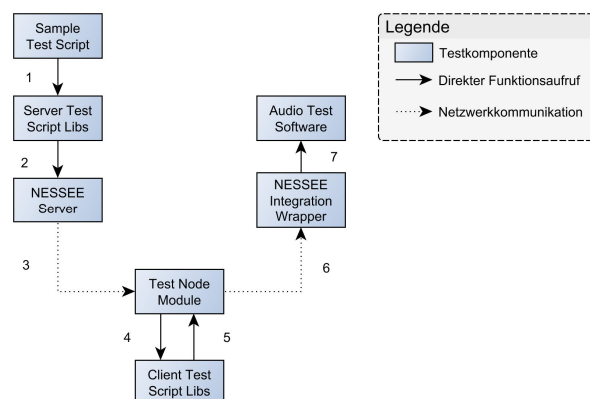 Sample
Test Script
1
Server Test
Script Libs
2
NESSEE
Server
3
Test Node
Module
4
5
Client Test
Script Libs
6
NESSEE
Integration
Wrapper
7
Audio Test
Software
Legende
Testkomponente
Direkter Funktionsaufruf
Netzwerkkommunikation